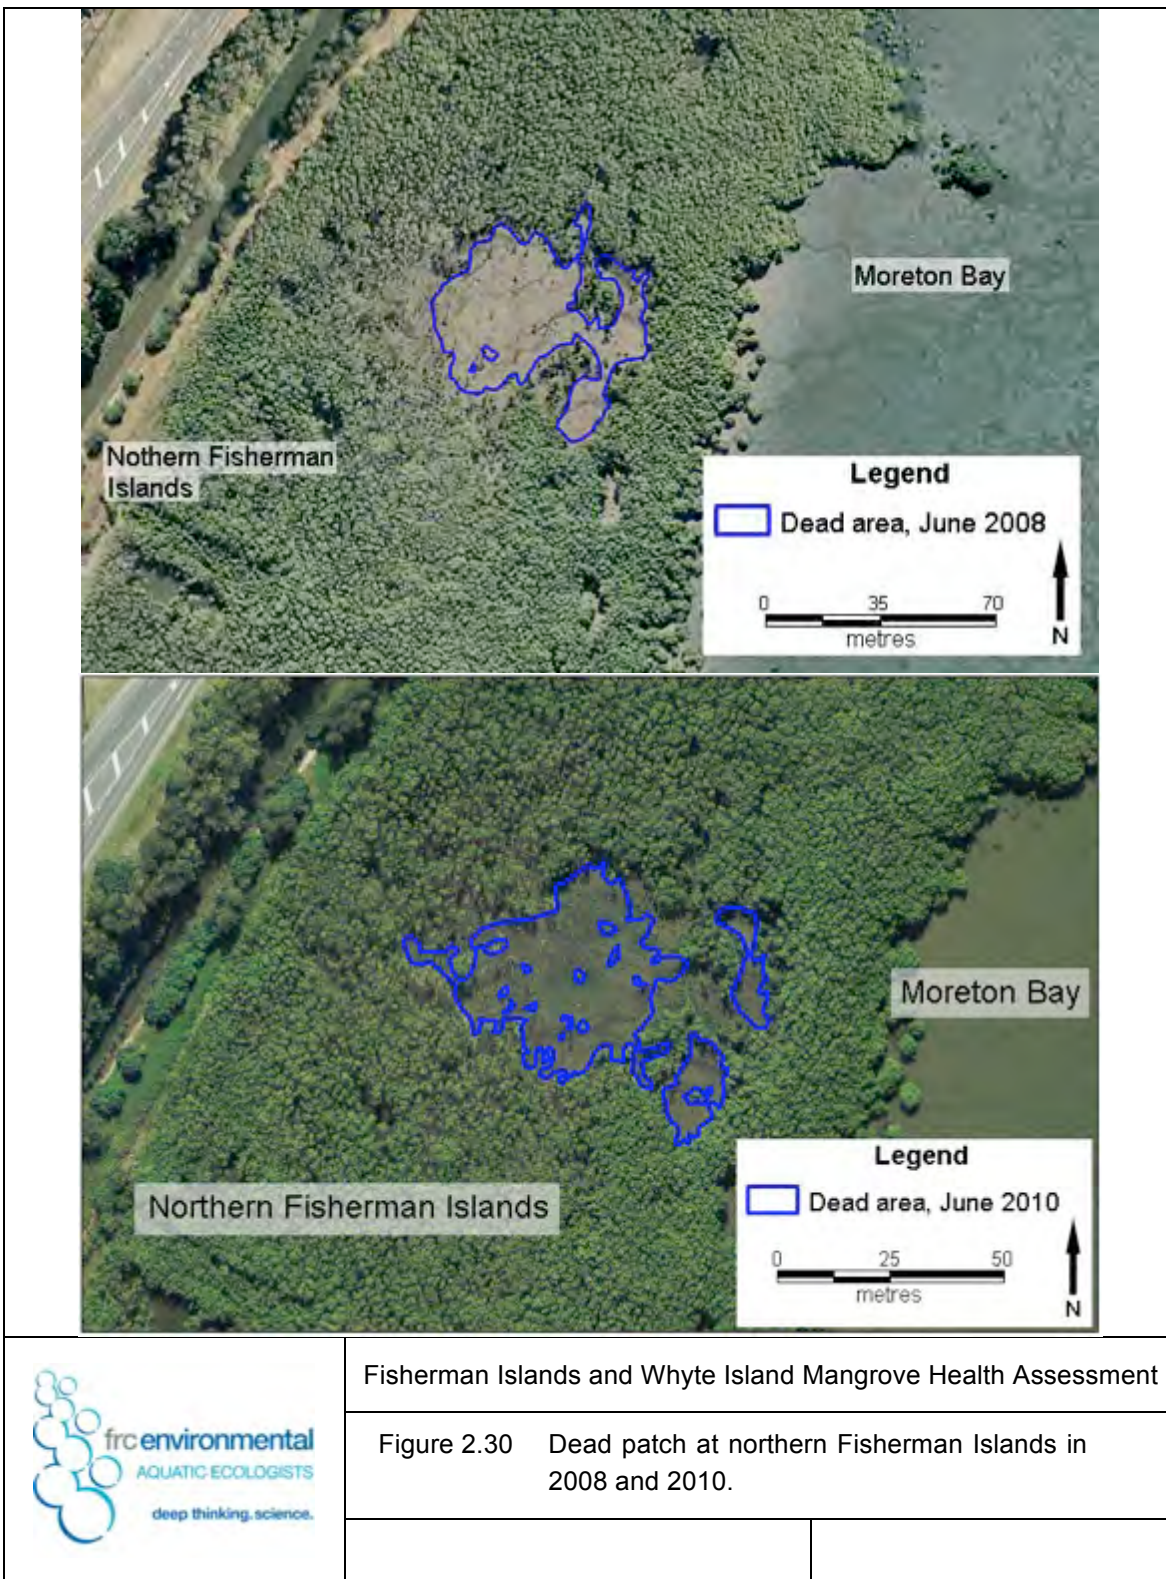 Moreton Bay
Nothern Fisherman
Islands
Legend
Dead area, June 2008
0 35 70
metres
N
Moreton Bay
Northern Fisherman Islands
Legend
Dead area, June 2010
0 25 50
metres
N
frc environmental
AQUATIC ECOLOGISTS
deep thinking. science.
Fisherman Islands and Whyte Island Mangrove Health Assessment
Figure 2.30 Dead patch at northern Fisherman Islands in
2008 and 2010.